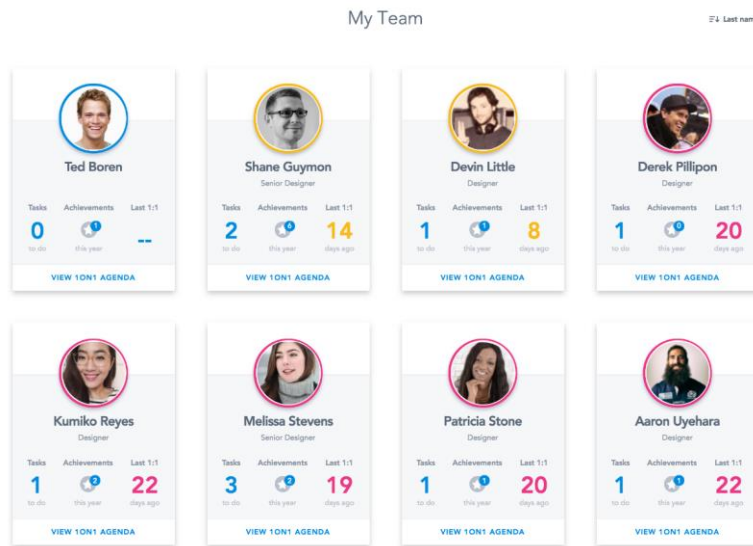 My Team
Last nam
Ted Boren
Tasks Achievements Last 1:1
0 1 --
to do this year
VIEW 1ON1 AGENDA
Shane Guymon
Senior Designer
Tasks Achievements Last 1:1
2 6 14
to do this year days ago
VIEW 1ON1 AGENDA
Devin Little
Designer
Tasks Achievements Last 1:1
1 1 8
to do this year days ago
VIEW 1ON1 AGENDA
Derek Pillipon
Designer
Tasks Achievements Last 1:1
1 0 20
to do this year days ago
VIEW 1ON1 AGENDA
Kumiko Reyes
Designer
Tasks Achievements Last 1:1
1 2 22
to do this year days ago
VIEW 1ON1 AGENDA
Melissa Stevens
Senior Designer
Tasks Achievements Last 1:1
3 2 19
to do this year days ago
VIEW 1ON1 AGENDA
Patricia Stone
Designer
Tasks Achievements Last 1:1
1 1 20
to do this year days ago
VIEW 1ON1 AGENDA
Aaron Uyehara
Designer
Tasks Achievements Last 1:1
1 1 22
to do this year days ago
VIEW 1ON1 AGENDA